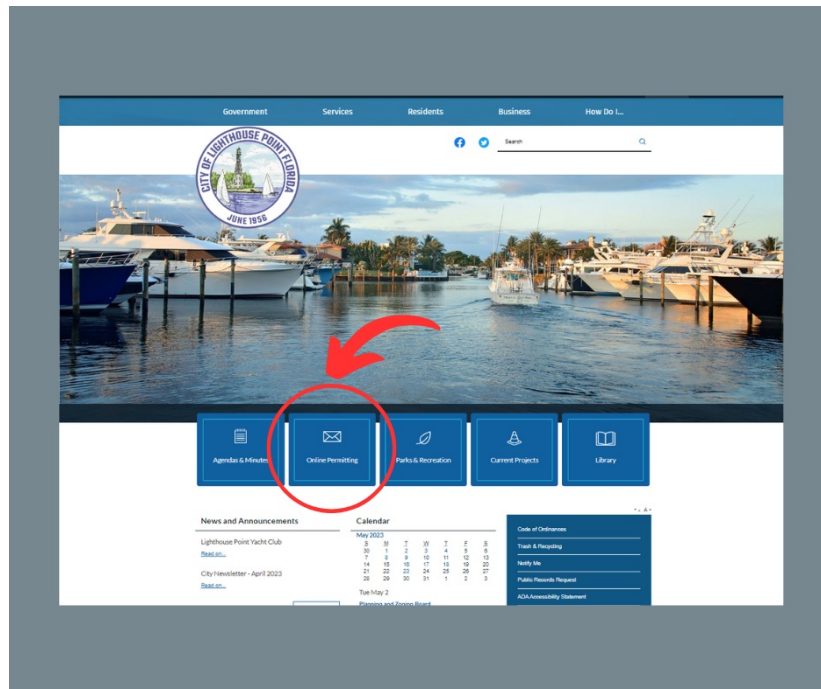 Government Services Residents Business How Do I...
CITY OF LIGHTHOUSE POINT, FLORIDA
JUNE 1956
Search
Agendas & Minutes
Online Permitting
Parks & Recreation
Current Projects
Library
News and Announcements
Lighthouse Point Yacht Club
Read on...
City Newsletter - April 2023
Read on...
Calendar
May 2023
S M T W T F S
30 1 2 3 4 5 6
7 8 9 10 11 12 13
14 15 16 17 18 19 20
21 22 23 24 25 26 27
28 29 30 31 1 2 3
Tue May 2
Planning and Zoning Board
Code of Ordinances
Trash & Recycling
Notify Me
Public Records Request
ADA Accessibility Statement